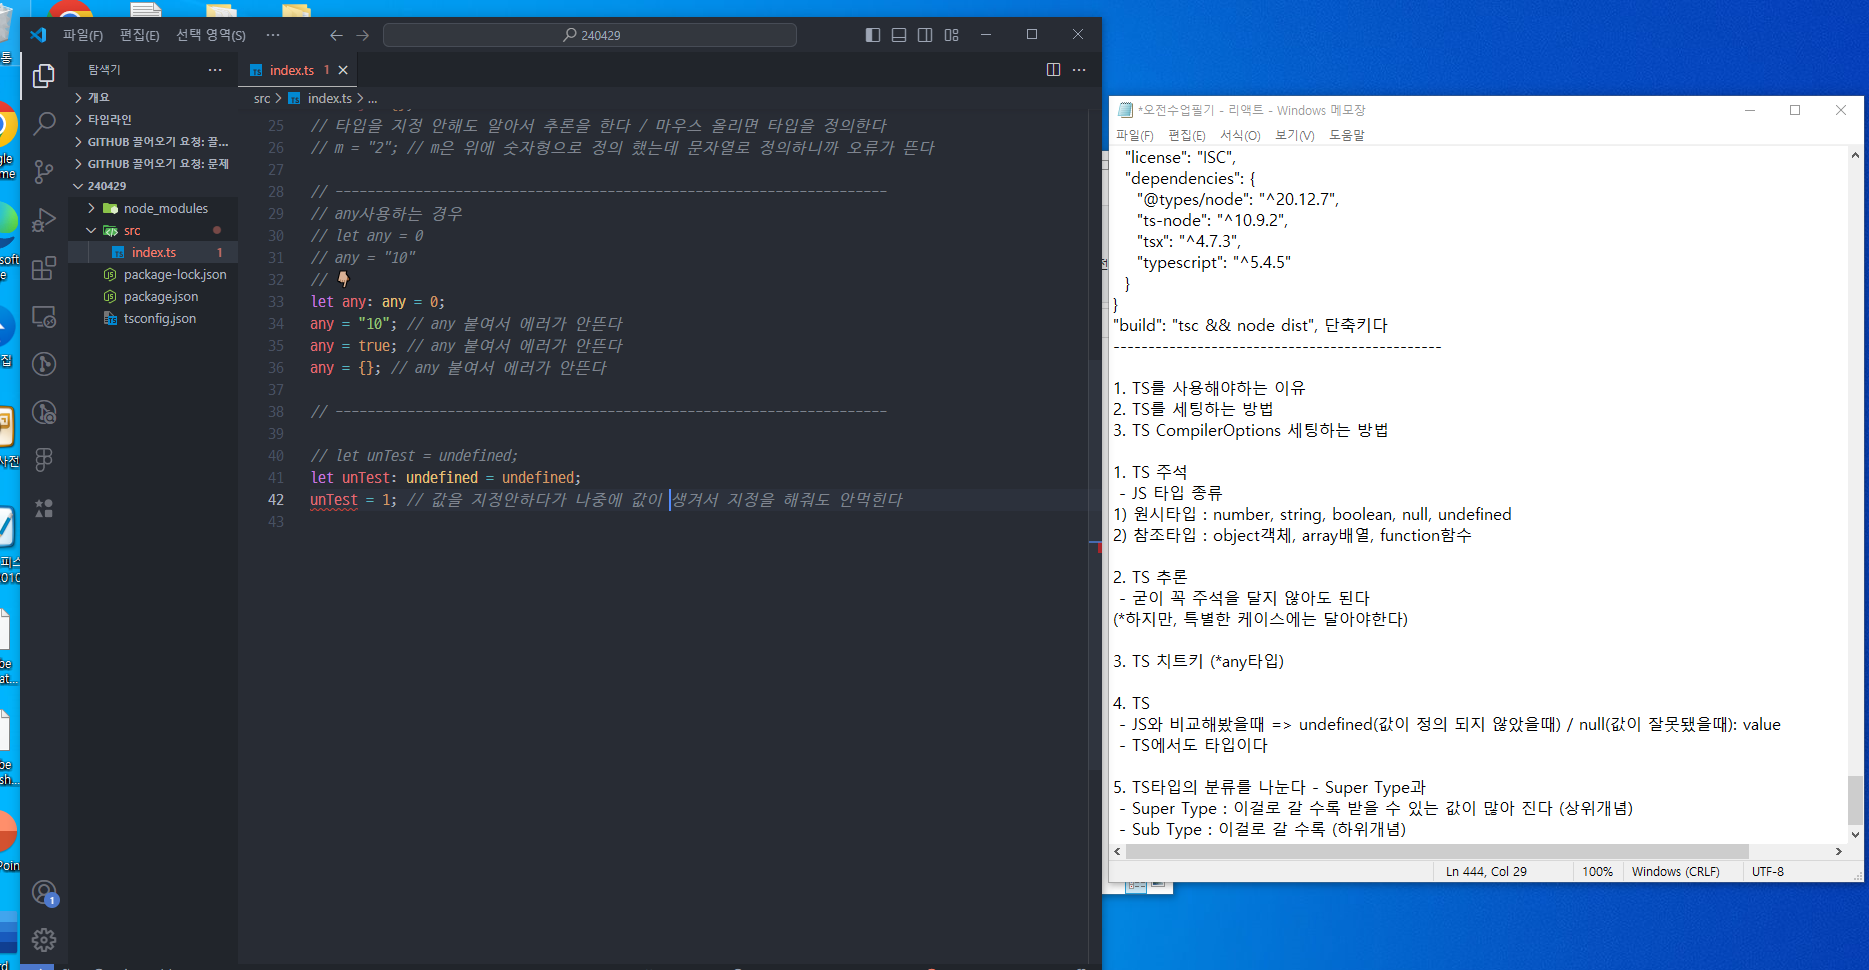 파일(F) 편집(E) 선택 영역(S) ··· 240429
탐색기 ···
개요
타임라인
GITHUB 끌어오기 요청: 끌...
GITHUB 끌어오기 요청: 문제
240429
node_modules
src
index.ts 1
package-lock.json
package.json
tsconfig.json
1
index.ts 1
src > index.ts > ...
25 // 타입을 지정 안해도 알아서 추론을 한다 / 마우스 올리면 타입을 정의한다
26 // m = "2"; // m은 위에 숫자형으로 정의 했는데 문자열로 정의하니까 오류가 뜬다
27
28 // ---------------------------------------------------------------------
29 // any사용하는 경우
30 // let any = 0
31 // any = "10"
32 // 👇🏼
33 let any: any = 0;
34 any = "10"; // any 붙여서 에러가 안뜬다
35 any = true; // any 붙여서 에러가 안뜬다
36 any = {}; // any 붙여서 에러가 안뜬다
37
38 // ---------------------------------------------------------------------
39
40 // let unTest = undefined;
41 let unTest: undefined = undefined;
42 unTest = 1; // 값을 지정안하다가 나중에 값이 생겨서 지정을 해줘도 안먹힌다
43
*오전수업필기 - 리액트 - Windows 메모장
파일(F) 편집(E) 서식(O) 보기(V) 도움말
"license": "ISC",
"dependencies": {
"@types/node": "^20.12.7",
"ts-node": "^10.9.2",
"tsx": "^4.7.3",
"typescript": "^5.4.5"
}
}
"build": "tsc && node dist", 단축키다
-----------------------------------------------
1. TS를 사용해야하는 이유
2. TS를 세팅하는 방법
3. TS CompilerOptions 세팅하는 방법
1. TS 주석
- JS 타입 종류
1) 원시타입 : number, string, boolean, null, undefined
2) 참조타입 : object객체, array배열, function함수
2. TS 추론
- 굳이 꼭 주석을 달지 않아도 된다
(*하지만, 특별한 케이스에는 달아야한다)
3. TS 치트키 (*any타입)
4. TS
- JS와 비교해봤을때 => undefined(값이 정의 되지 않았을때) / null(값이 잘못됐을때): value
- TS에서도 타입이다
5. TS타입의 분류를 나눈다 - Super Type과
- Super Type : 이걸로 갈 수록 받을 수 있는 값이 많아 진다 (상위개념)
- Sub Type : 이걸로 갈 수록 (하위개념)
Ln 444, Col 29 100% Windows (CRLF) UTF-8